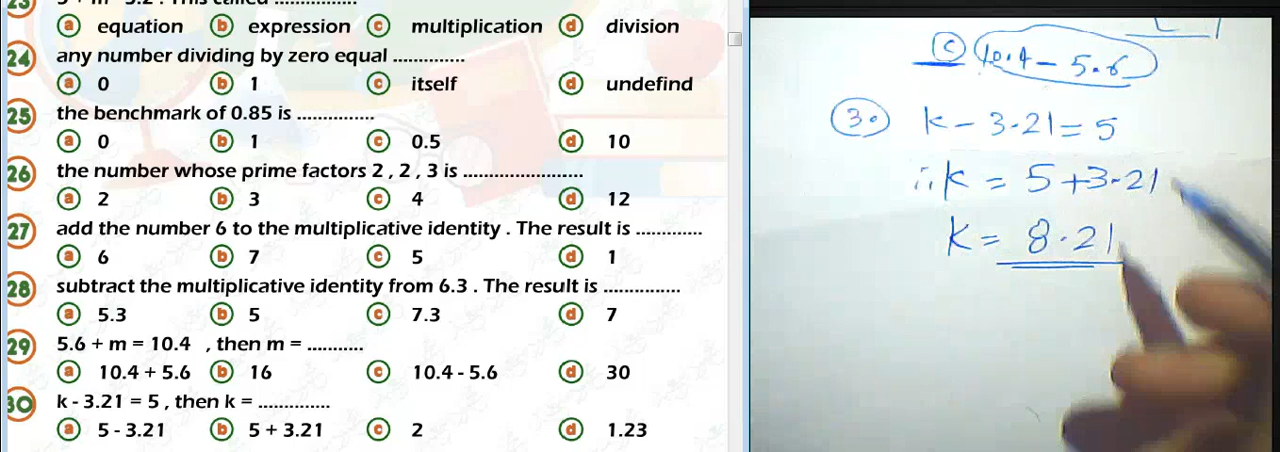 23
a equation b expression c multiplication d division
24 any number dividing by zero equal ..............
a 0 b 1 c itself d undefind
25 the benchmark of 0.85 is ...............
a 0 b 1 c 0.5 d 10
26 the number whose prime factors 2 , 2 , 3 is .......................
a 2 b 3 c 4 d 12
27 add the number 6 to the multiplicative identity . The result is .............
a 6 b 7 c 5 d 1
28 subtract the multiplicative identity from 6.3 . The result is ...............
a 5.3 b 5 c 7.3 d 7
29 5.6 + m = 10.4 , then m = ...........
a 10.4 + 5.6 b 16 c 10.4 - 5.6 d 30
30 k - 3.21 = 5 , then k = ..............
a 5 - 3.21 b 5 + 3.21 c 2 d 1.23
c 10.4 - 5.6
30 k - 3.21 = 5
∴ k = 5 + 3.21
k = 8.21